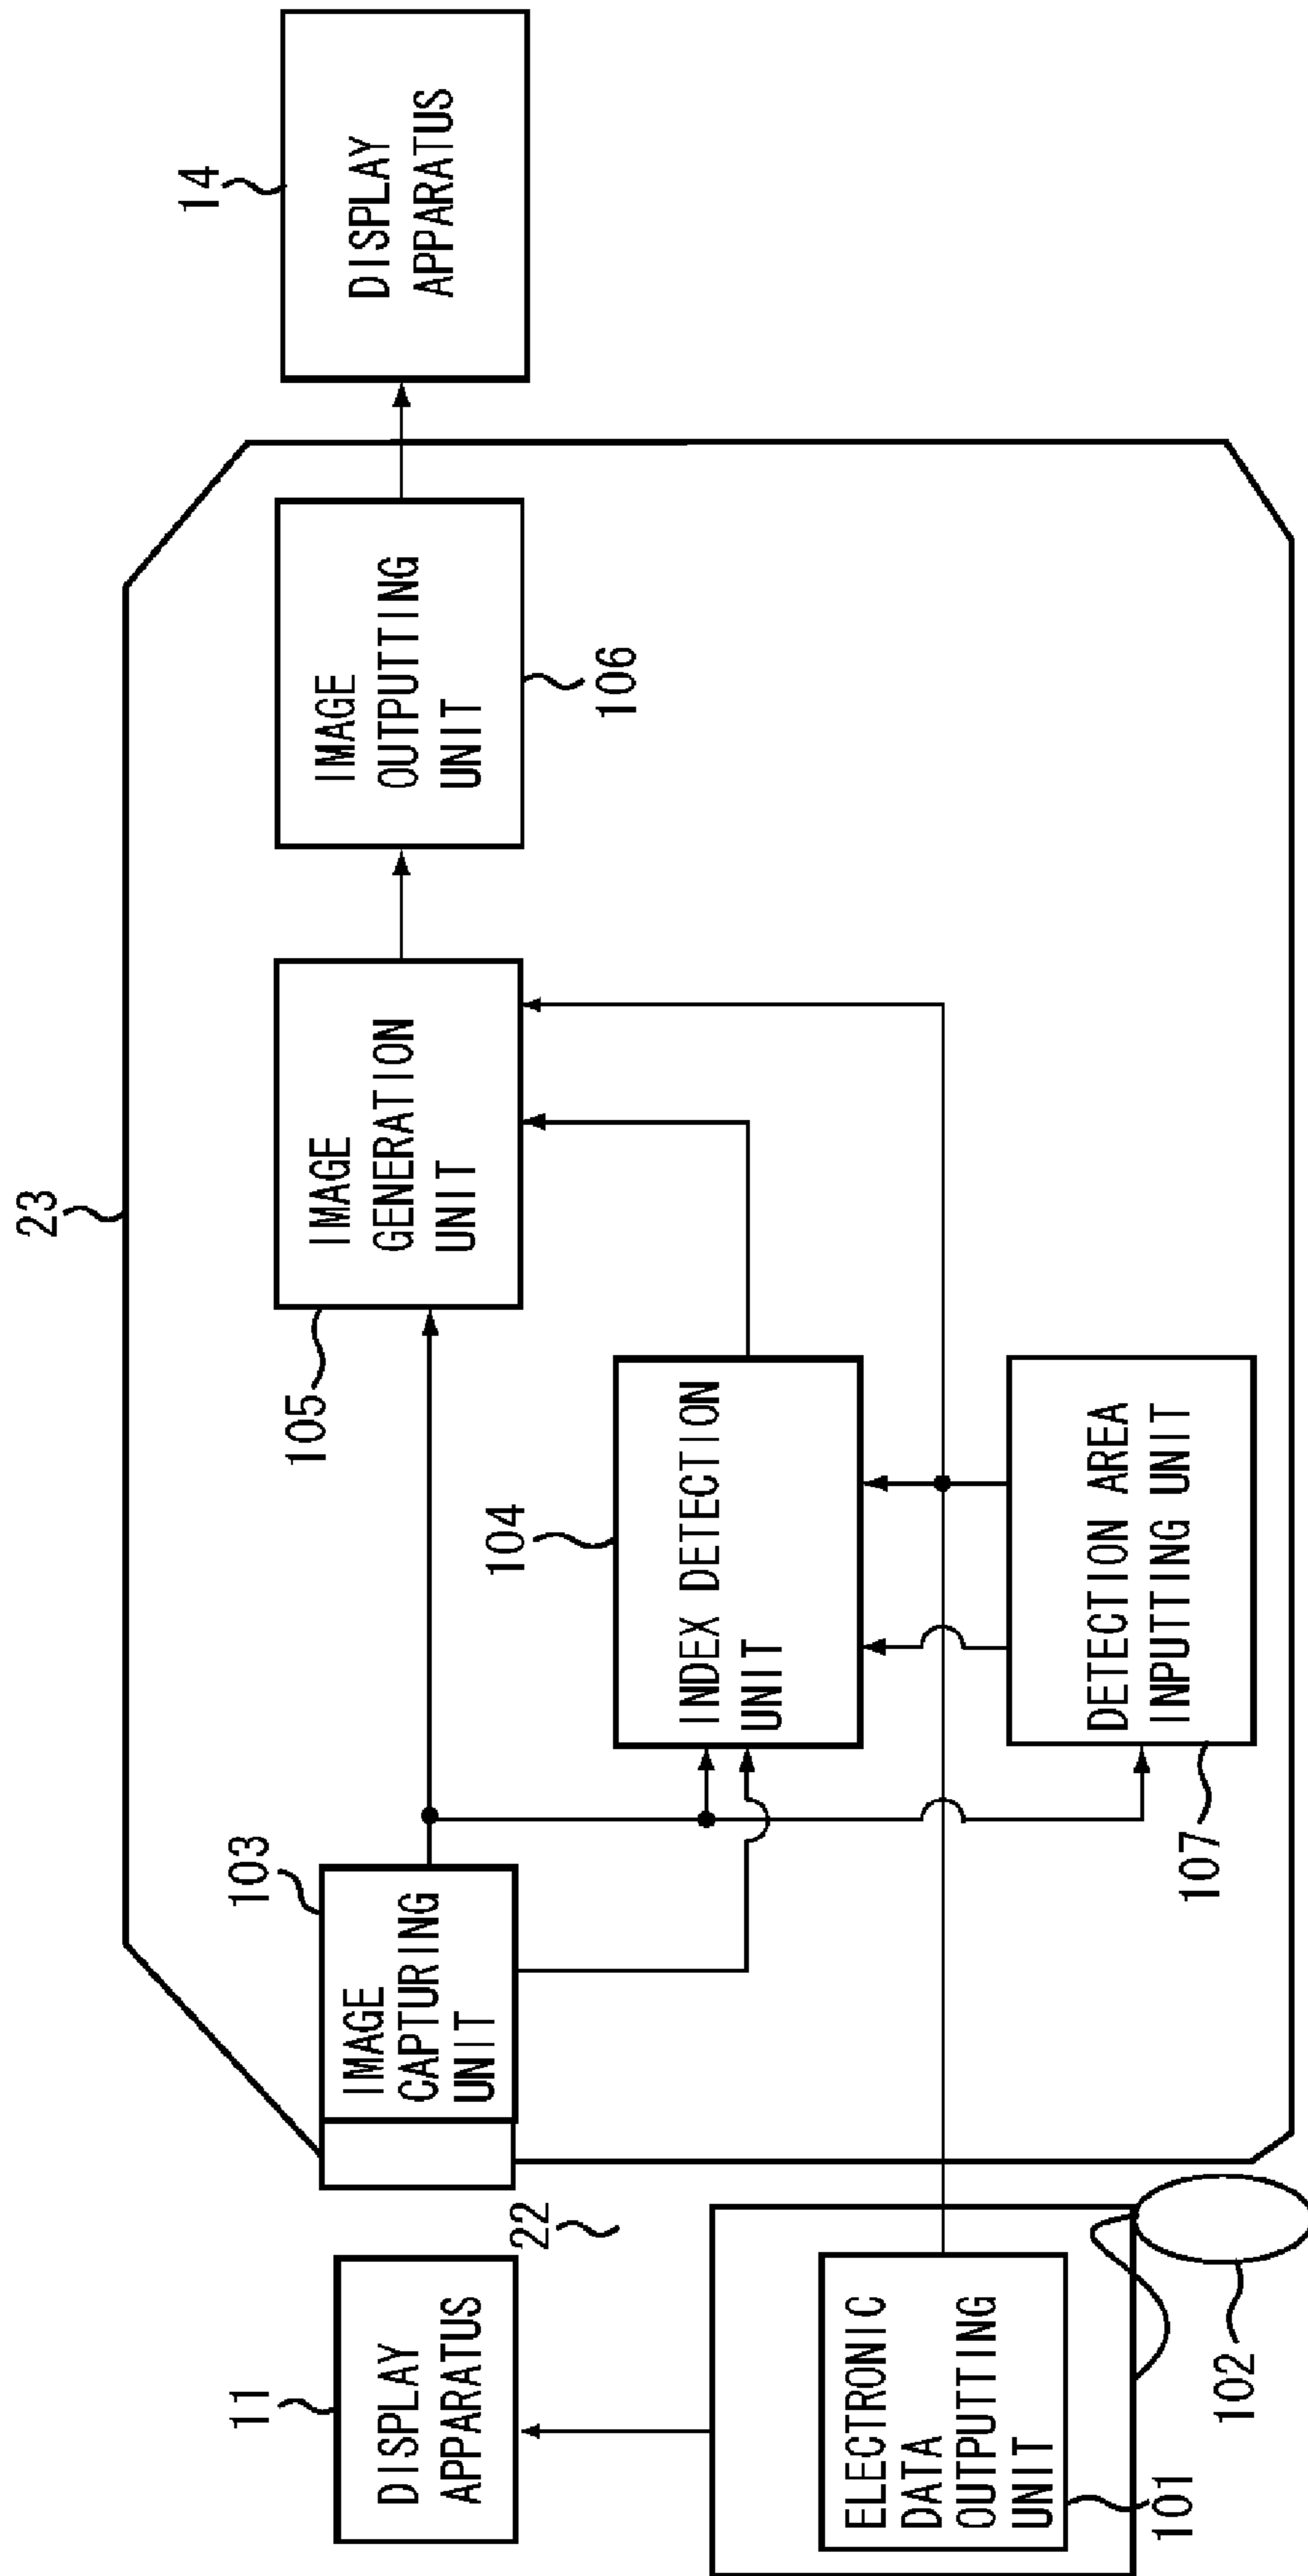 23
14
DISPLAY
APPARATUS
106
IMAGE
OUTPUTTING
UNIT
105
IMAGE
GENERATION
UNIT
104
INDEX DETECTION
UNIT
107
DETECTION AREA
INPUTTING UNIT
103
IMAGE
CAPTURING
UNIT
11
DISPLAY
APPARATUS
22
101
ELECTRONIC
DATA
OUTPUTTING
UNIT
102